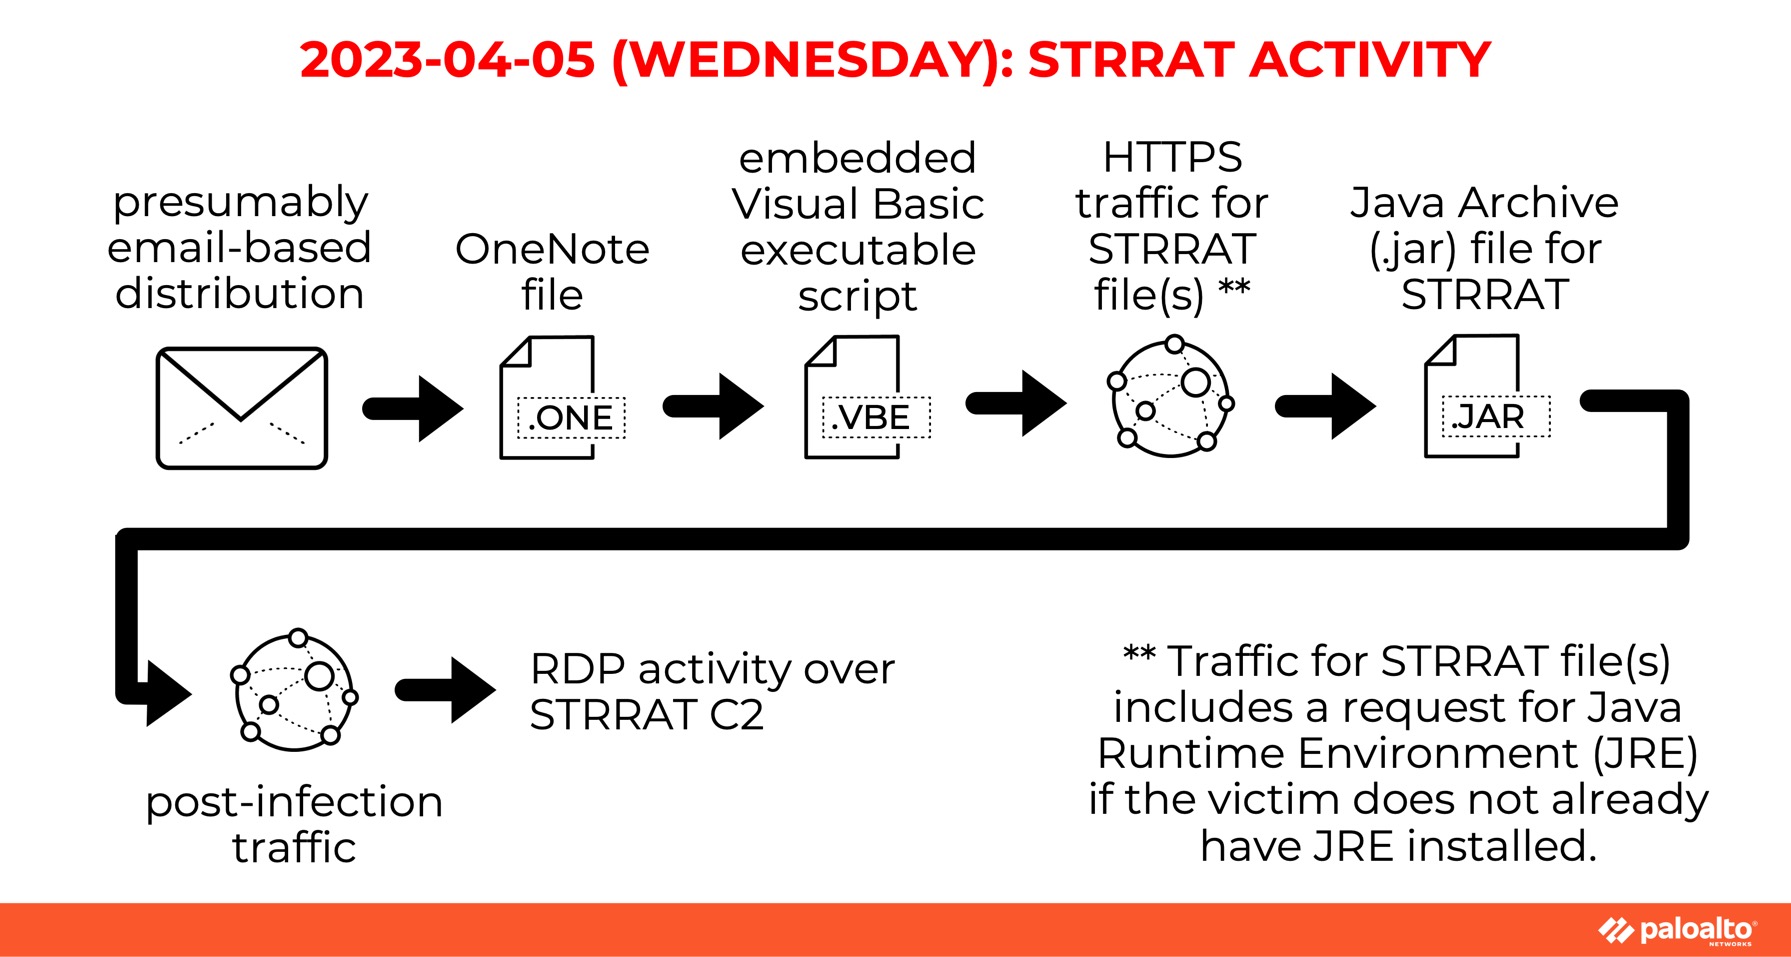 2023-04-05 (WEDNESDAY): STRRAT ACTIVITY
presumably
email-based
distribution
OneNote
file
.ONE
embedded
Visual Basic
executable
script
.VBE
HTTPS
traffic for
STRRAT
file(s) **
Java Archive
(.jar) file for
STRRAT
.JAR
post-infection
traffic
RDP activity over
STRRAT C2
** Traffic for STRRAT file(s)
includes a request for Java
Runtime Environment (JRE)
if the victim does not already
have JRE installed.
paloalto®
NETWORKS